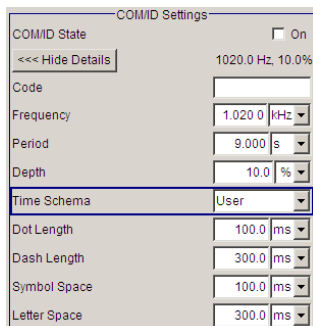 COM/ID Settings
COM/ID State On
<<< Hide Details 1020.0 Hz, 10.0%
Code
Frequency 1.020 0 kHz
Period 9.000 s
Depth 10.0 %
Time Schema User
Dot Length 100.0 ms
Dash Length 300.0 ms
Symbol Space 100.0 ms
Letter Space 300.0 ms